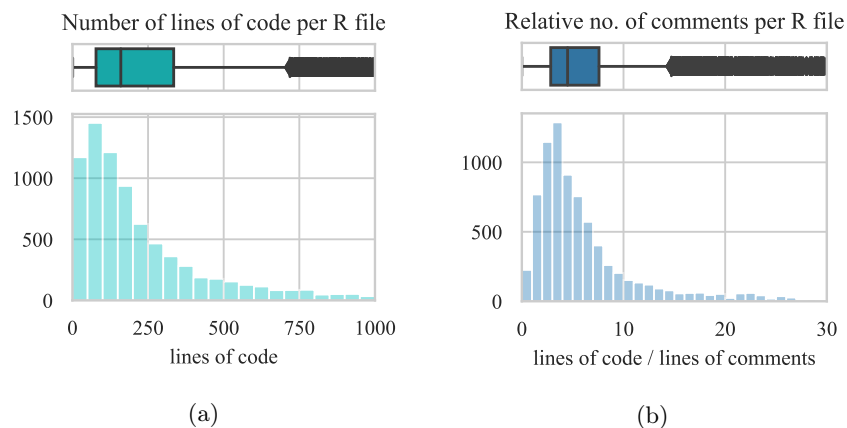 Number of lines of code per R file
1500
1000
500
0
0 250 500 750 1000
lines of code
(a)
Relative no. of comments per R file
1000
500
0
0 10 20 30
lines of code / lines of comments
(b)